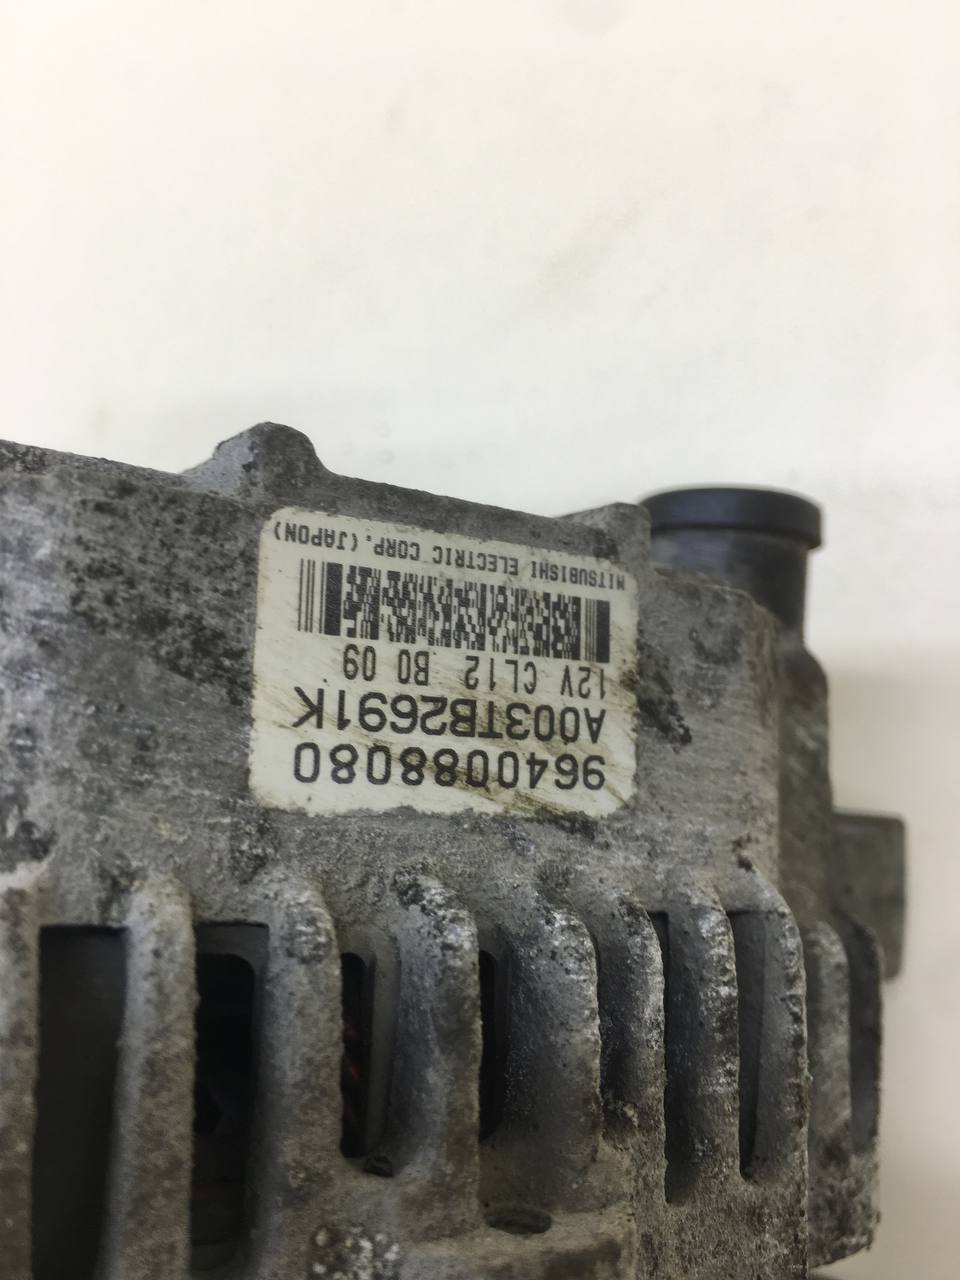 9640088080
A003TB2691K
12V CL12 B0 09
MITSUBISHI ELECTRIC CORP.(JAPON)